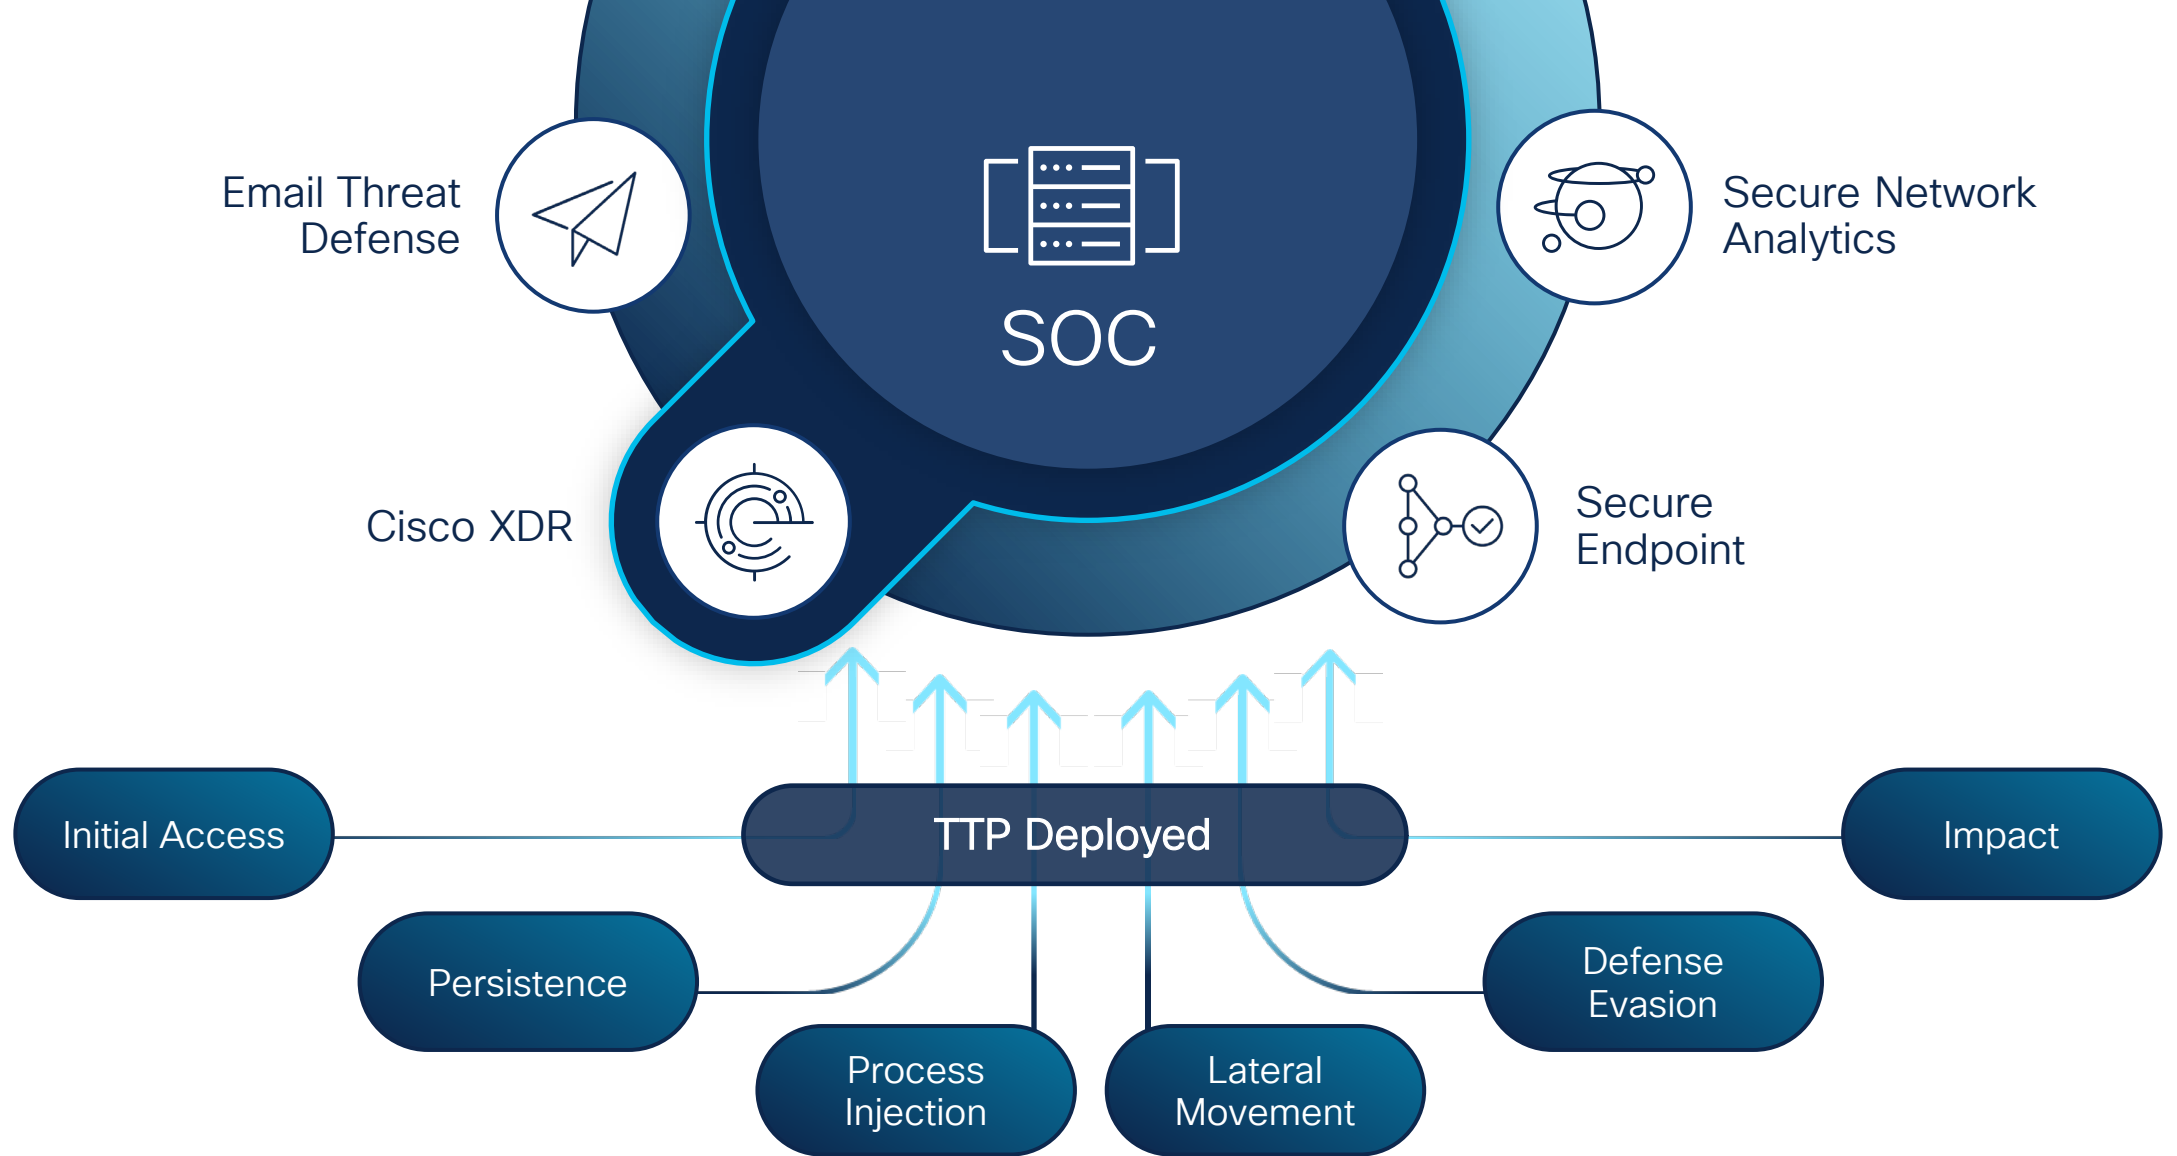 Email Threat
Defense
SOC
Secure Network
Analytics
Cisco XDR
Secure
Endpoint
Initial Access
TTP Deployed
Impact
Persistence
Defense
Evasion
Process
Injection
Lateral
Movement